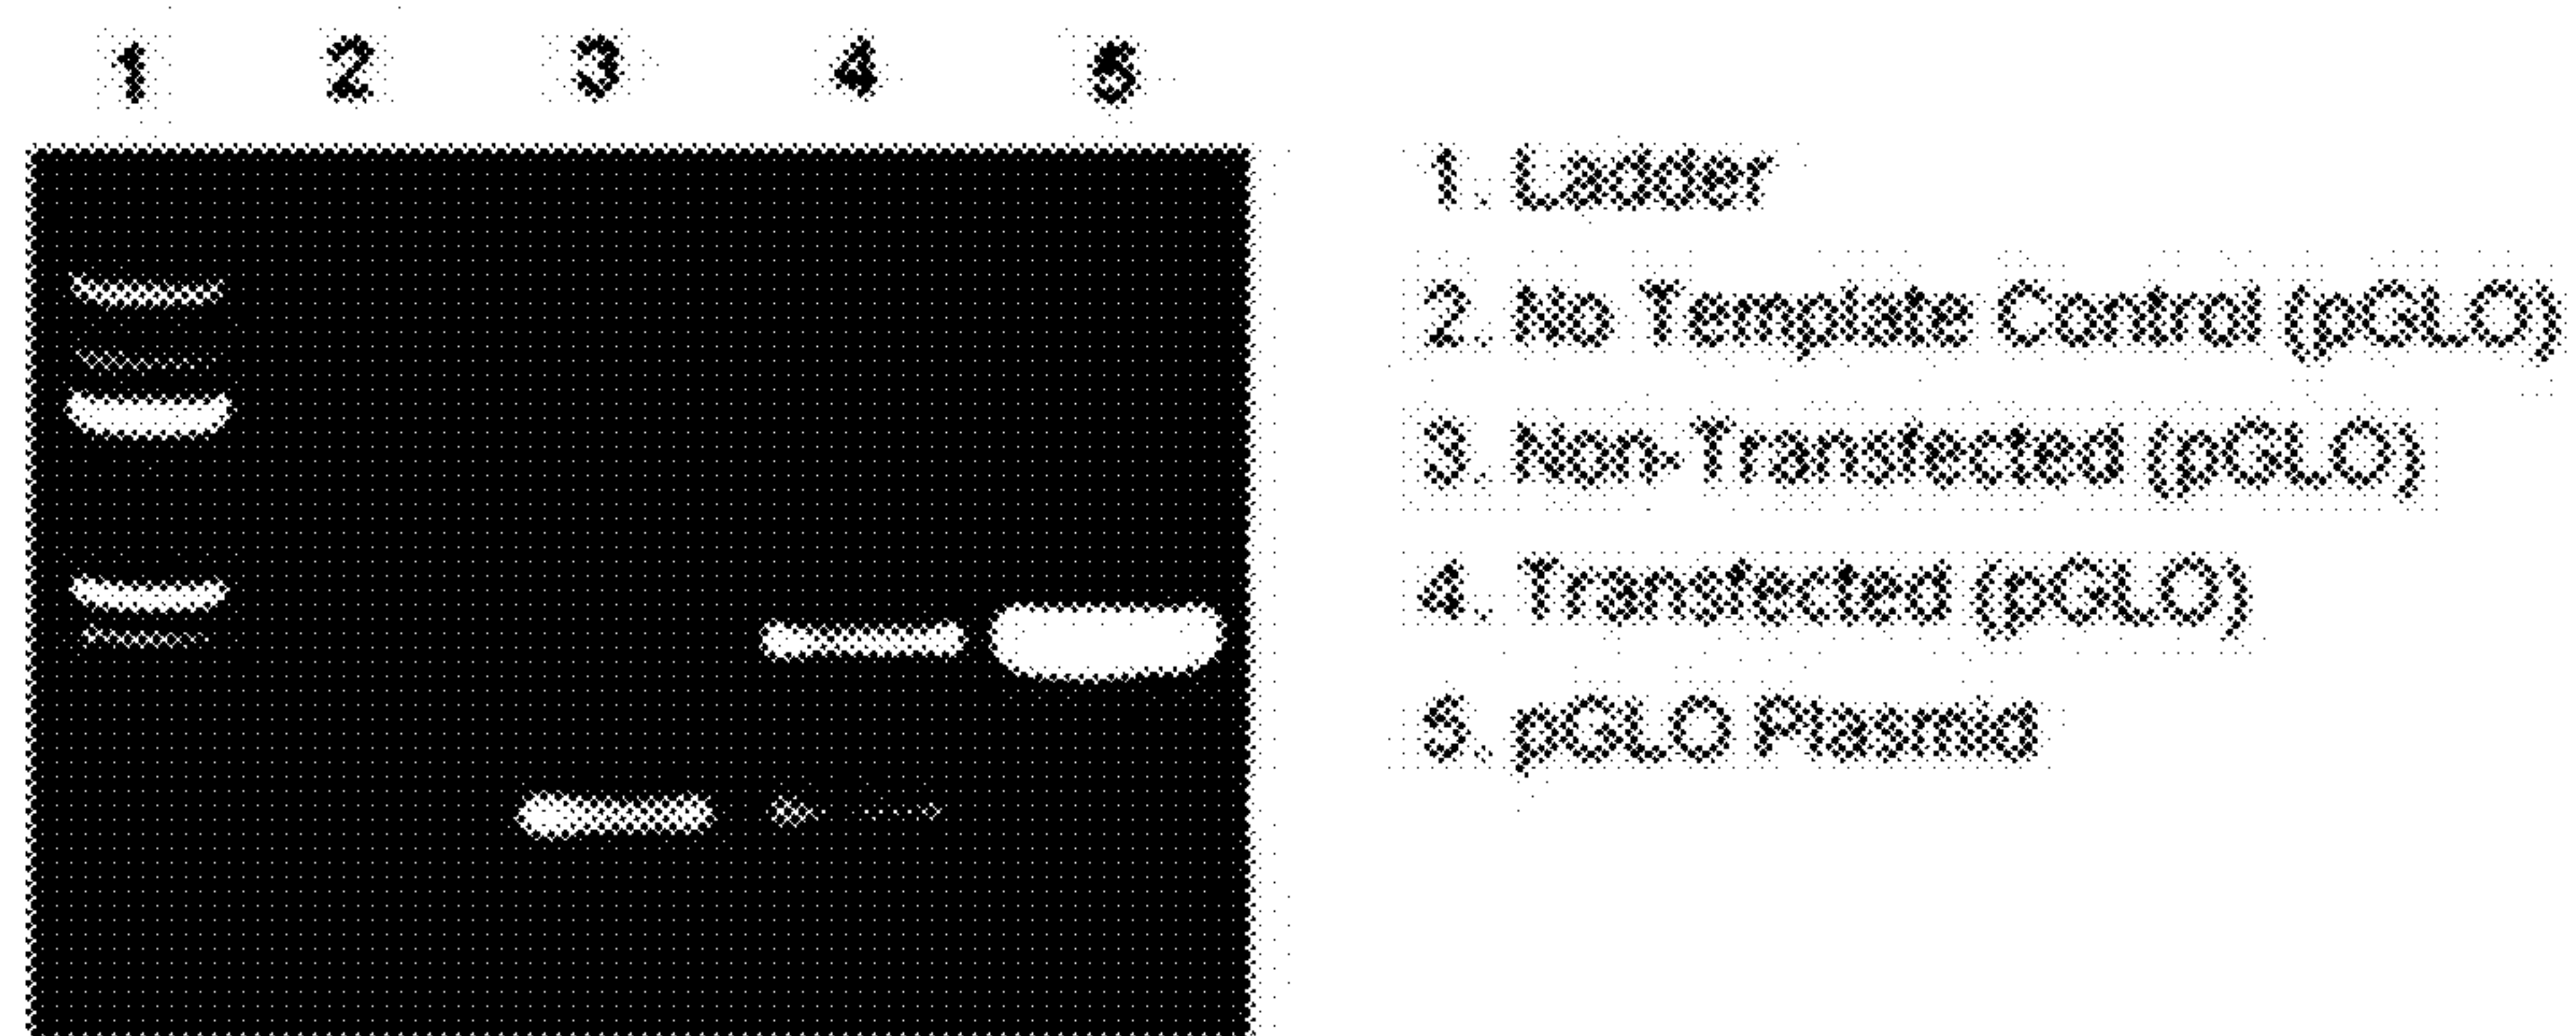 1 2 3 4 5
1. Ladder
2. No Template Control (pGLO)
3. Non-Transfected (pGLO)
4. Transfected (pGLO)
5. pGLO Plasmid